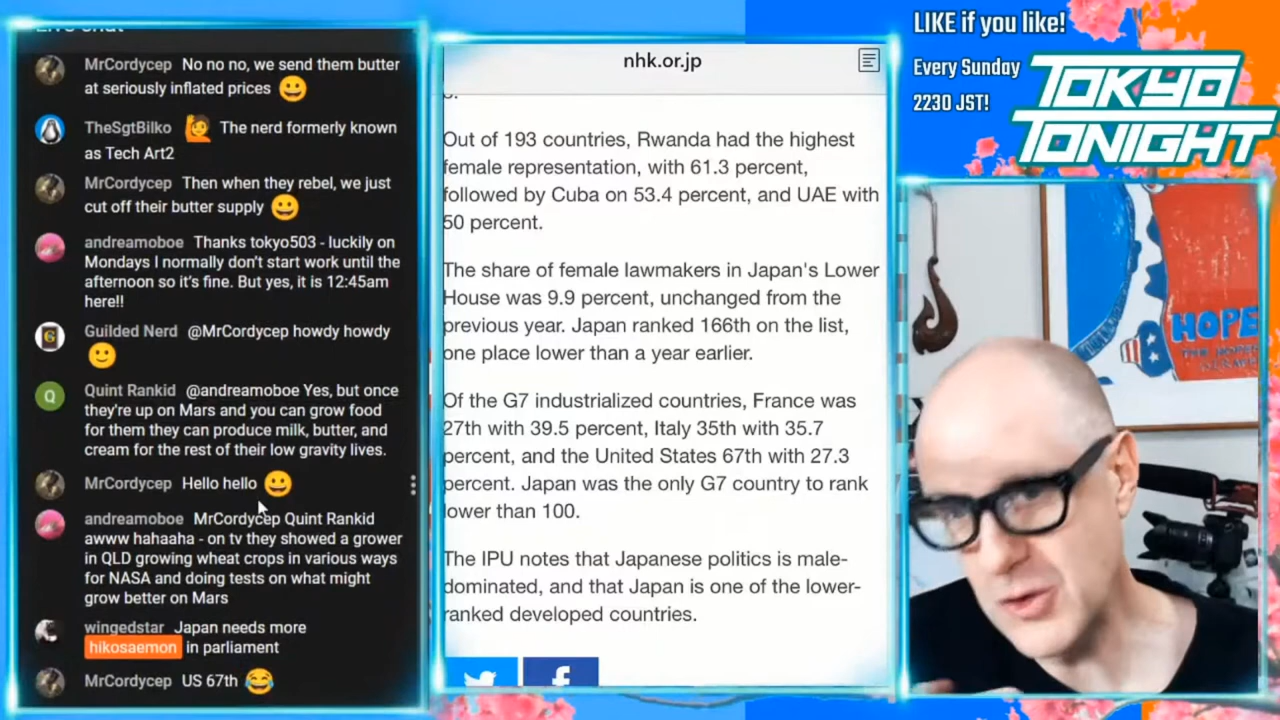 MrCordycep No no no, we send them butter
at seriously inflated prices 😀
TheSgtBilko 🙋 The nerd formerly known
as Tech Art2
MrCordycep Then when they rebel, we just
cut off their butter supply 😀
andreamoboe Thanks tokyo503 - luckily on
Mondays I normally don't start work until the
afternoon so it's fine. But yes, it is 12:45am
here!!
Guilded Nerd @MrCordycep howdy howdy
🙂
Quint Rankid @andreamoboe Yes, but once
they're up on Mars and you can grow food
for them they can produce milk, butter, and
cream for the rest of their low gravity lives.
MrCordycep Hello hello 😀
andreamoboe MrCordycep Quint Rankid
awww hahaaha - on tv they showed a grower
in QLD growing wheat crops in various ways
for NASA and doing tests on what might
grow better on Mars
wingedstar Japan needs more
hikosaemon in parliament
MrCordycep US 67th 😂
nhk.or.jp
Out of 193 countries, Rwanda had the highest
female representation, with 61.3 percent,
followed by Cuba on 53.4 percent, and UAE with
50 percent.
The share of female lawmakers in Japan's Lower
House was 9.9 percent, unchanged from the
previous year. Japan ranked 166th on the list,
one place lower than a year earlier.
Of the G7 industrialized countries, France was
27th with 39.5 percent, Italy 35th with 35.7
percent, and the United States 67th with 27.3
percent. Japan was the only G7 country to rank
lower than 100.
The IPU notes that Japanese politics is male-
dominated, and that Japan is one of the lower-
ranked developed countries.
LIKE if you like!
Every Sunday
2230 JST!
TOKYO
TONIGHT
HOPE